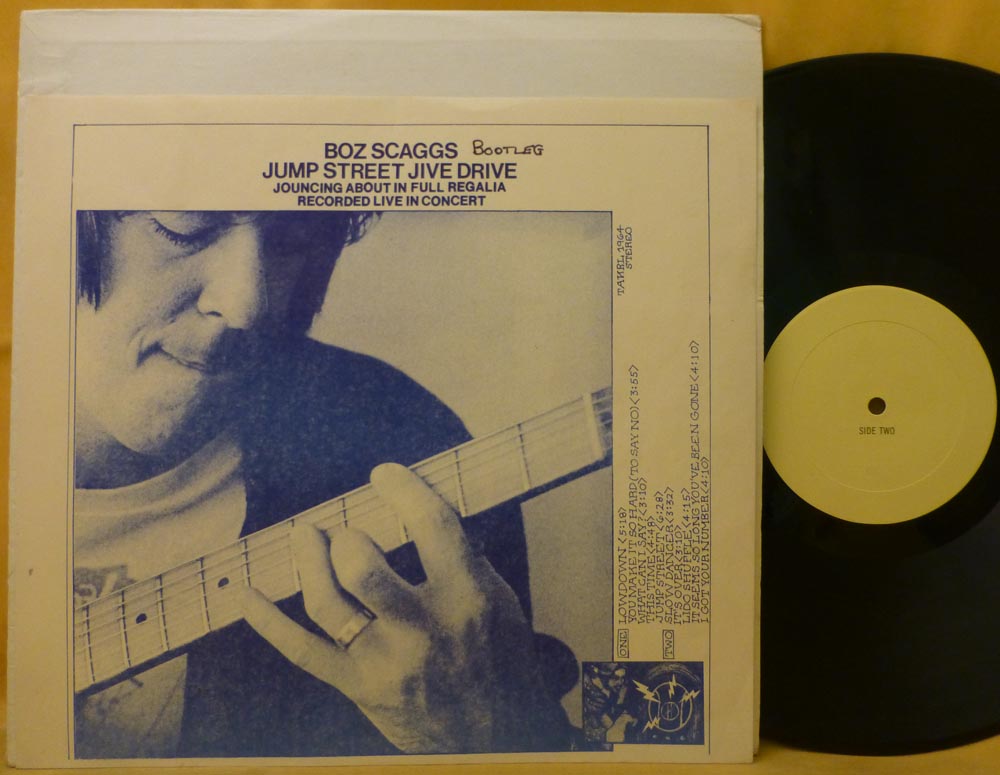 BOZ SCAGGS Bootleg
JUMP STREET JIVE DRIVE
JOUNCING ABOUT IN FULL REGALIA
RECORDED LIVE IN CONCERT
TAKRL 1964
STEREO
ONE
LOWDOWN <5:18>
YOU MAKE IT SO HARD (TO SAY NO) <3:55>
WHAT CAN I SAY? <3:10>
THIS TIME <4:48>
JUMP STREET <6:28>
TWO
SLOW DANCER <3:32>
IT'S OVER <3:10>
LIDO SHUFFLE <4:15>
IT SEEMS SO LONG YOU'VE BEEN GONE <4:10>
I GOT YOUR NUMBER <4:10>
SIDE TWO